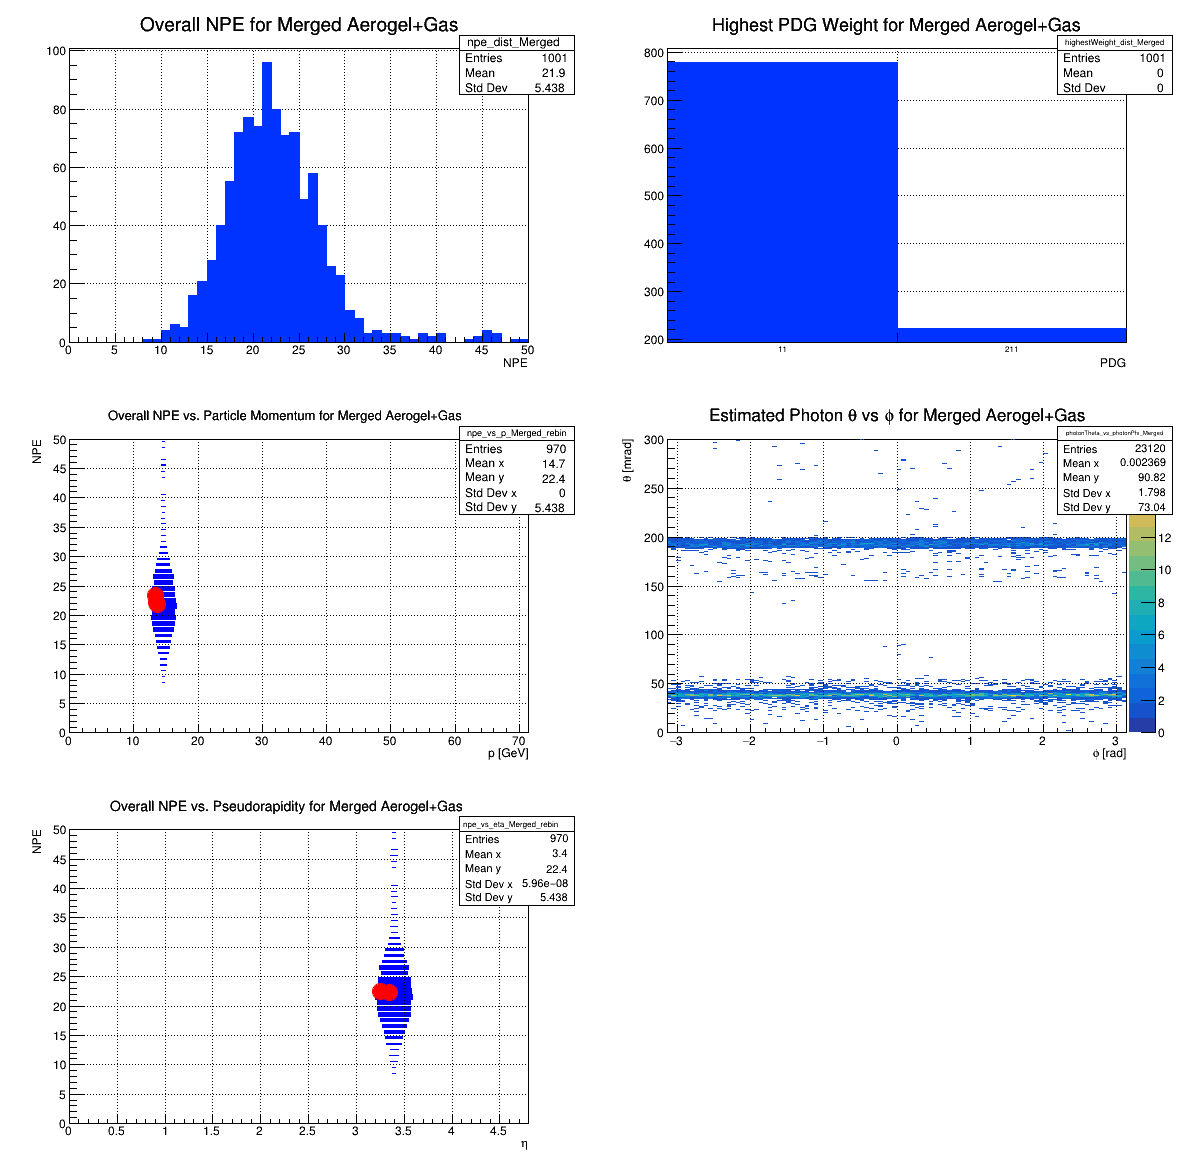 Overall NPE for Merged Aerogel+Gas
npe_dist_Merged
Entries 1001
Mean 21.9
Std Dev 5.438
100
80
60
40
20
0
0 5 10 15 20 25 30 35 40 45 50
NPE
Highest PDG Weight for Merged Aerogel+Gas
highestWeight_dist_Merged
Entries 1001
Mean 0
Std Dev 0
800
700
600
500
400
300
200
11 211
PDG
Overall NPE vs. Particle Momentum for Merged Aerogel+Gas
npe_vs_p_Merged_rebin
Entries 970
Mean x 14.7
Mean y 22.4
Std Dev x 0
Std Dev y 5.438
NPE
50
45
40
35
30
25
20
15
10
5
0
0 10 20 30 40 50 60 70
p [GeV]
Estimated Photon θ vs ϕ for Merged Aerogel+Gas
photonTheta_vs_photonPhi_Merged
Entries 23120
Mean x 0.002369
Mean y 90.82
Std Dev x 1.798
Std Dev y 73.04
θ [mrad]
300
250
200
150
100
50
0
−3 −2 −1 0 1 2 3
ϕ [rad]
12
10
8
6
4
2
0
Overall NPE vs. Pseudorapidity for Merged Aerogel+Gas
npe_vs_eta_Merged_rebin
Entries 970
Mean x 3.4
Mean y 22.4
Std Dev x 5.96e−08
Std Dev y 5.438
NPE
50
45
40
35
30
25
20
15
10
5
0
0 0.5 1 1.5 2 2.5 3 3.5 4 4.5
η